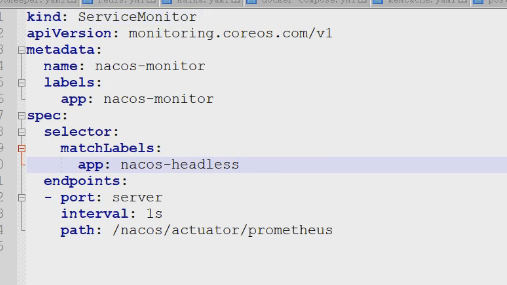 kind: ServiceMonitor
apiVersion: monitoring.coreos.com/v1
metadata:
  name: nacos-monitor
  labels:
    app: nacos-monitor
spec:
  selector:
    matchLabels:
      app: nacos-headless
  endpoints:
  - port: server
    interval: 1s
    path: /nacos/actuator/prometheus